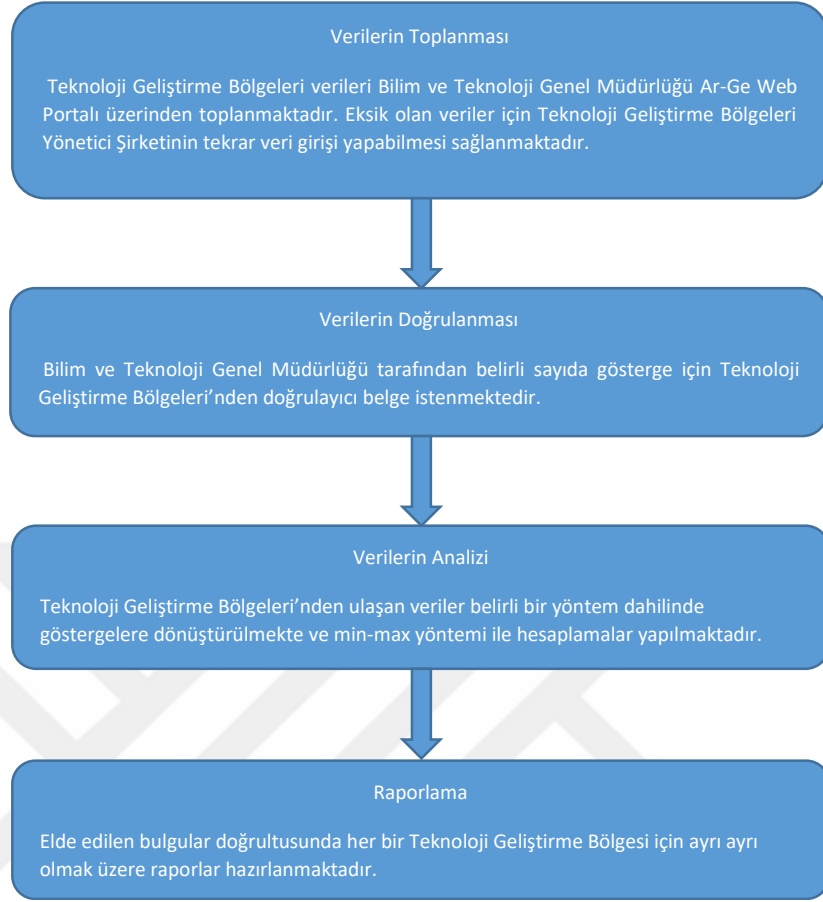 Verilerin Toplanması
Teknoloji Geliştirme Bölgeleri verileri Bilim ve Teknoloji Genel Müdürlüğü Ar-Ge Web
Portalı üzerinden toplanmaktadır. Eksik olan veriler için Teknoloji Geliştirme Bölgeleri
Yönetici Şirketinin tekrar veri girişi yapabilmesi sağlanmaktadır.
Verilerin Doğrulanması
Bilim ve Teknoloji Genel Müdürlüğü tarafından belirli sayıda gösterge için Teknoloji
Geliştirme Bölgeleri’nden doğrulayıcı belge istenmektedir.
Verilerin Analizi
Teknoloji Geliştirme Bölgeleri’nden ulaşan veriler belirli bir yöntem dahilinde
göstergelere dönüştürülmekte ve min-max yöntemi ile hesaplamalar yapılmaktadır.
Raporlama
Elde edilen bulgular doğrultusunda her bir Teknoloji Geliştirme Bölgesi için ayrı ayrı
olmak üzere raporlar hazırlanmaktadır.